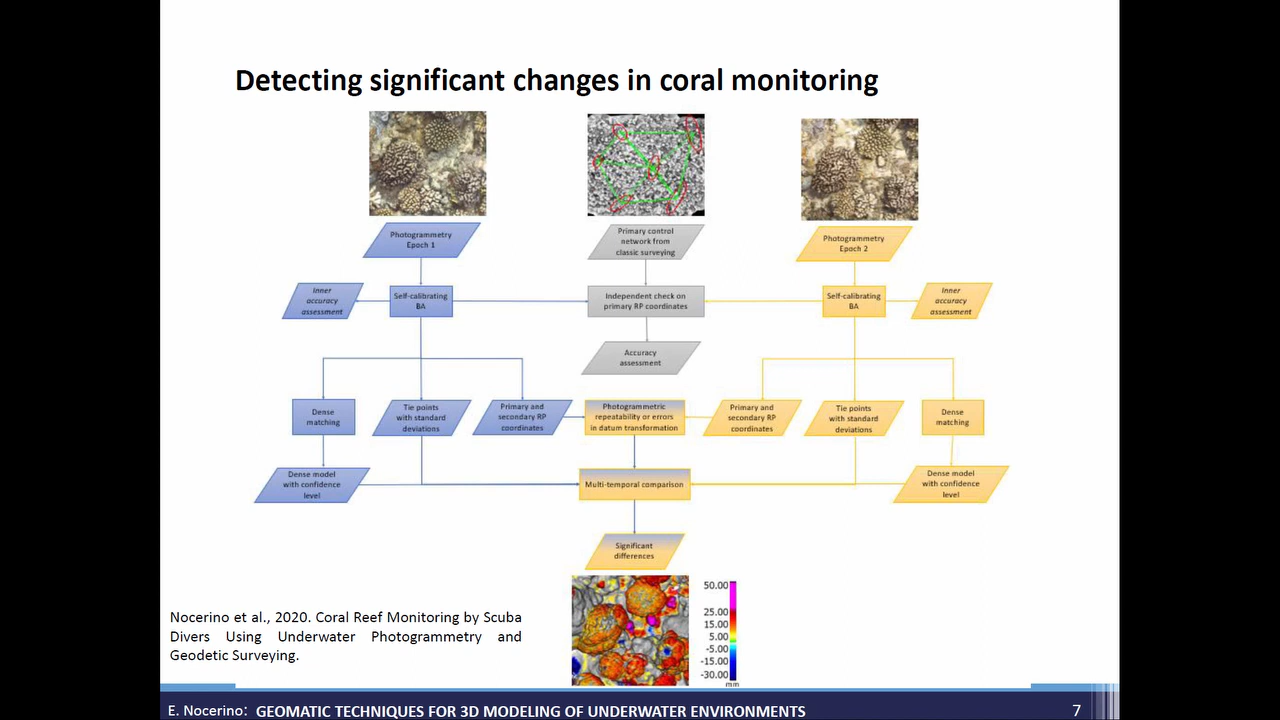 Detecting significant changes in coral monitoring
Photogrammetry
Epoch 1
Primary control
network from
classic surveying
Photogrammetry
Epoch 2
Inner
accuracy
assessment
Self-calibrating
BA
Independent check on
primary RP coordinates
Self-calibrating
BA
Inner
accuracy
assessment
Accuracy
assessment
Dense
matching
Tie points
with standard
deviations
Primary and
secondary RP
coordinates
Photogrammetric
repeatability or errors
in datum transformation
Primary and
secondary RP
coordinates
Tie points
with standard
deviations
Dense
matching
Dense model
with confidence
level
Multi-temporal comparison
Dense model
with confidence
level
Significant
differences
50.00
25.00
15.00
5.00
-5.00
-15.00
-30.00
mm
Nocerino et al., 2020. Coral Reef Monitoring by Scuba
Divers Using Underwater Photogrammetry and
Geodetic Surveying.
E. Nocerino: GEOMATIC TECHNIQUES FOR 3D MODELING OF UNDERWATER ENVIRONMENTS
7